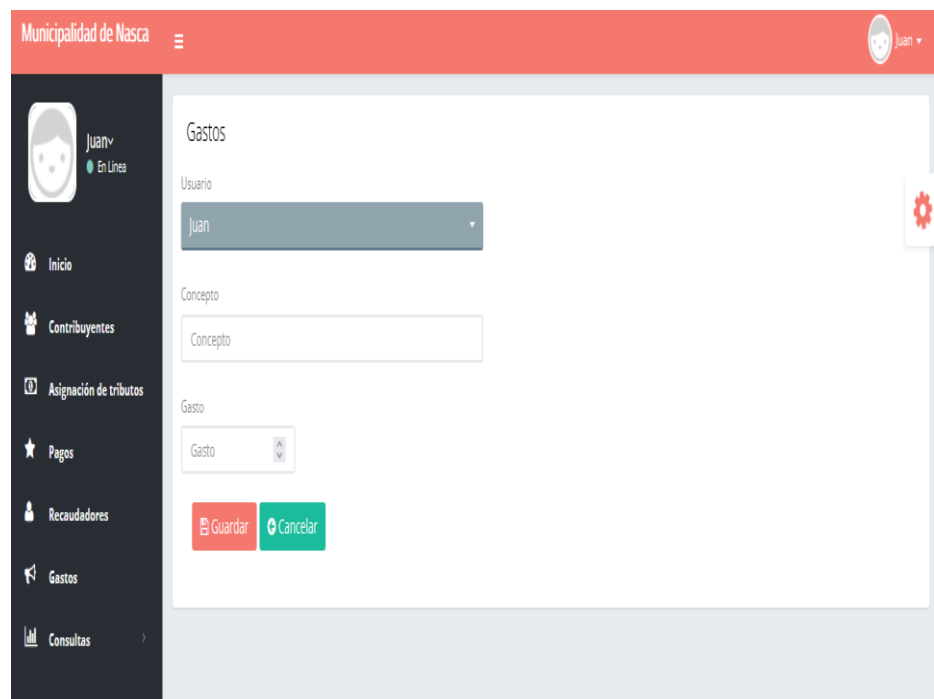 Municipalidad de Nasca
Juan
Juan
En Linea
Inicio
Contribuyentes
Asignación de tributos
Pagos
Recaudadores
Gastos
Consultas
Gastos
Usuario
Juan
Concepto
Concepto
Gasto
Gasto
Guardar
Cancelar